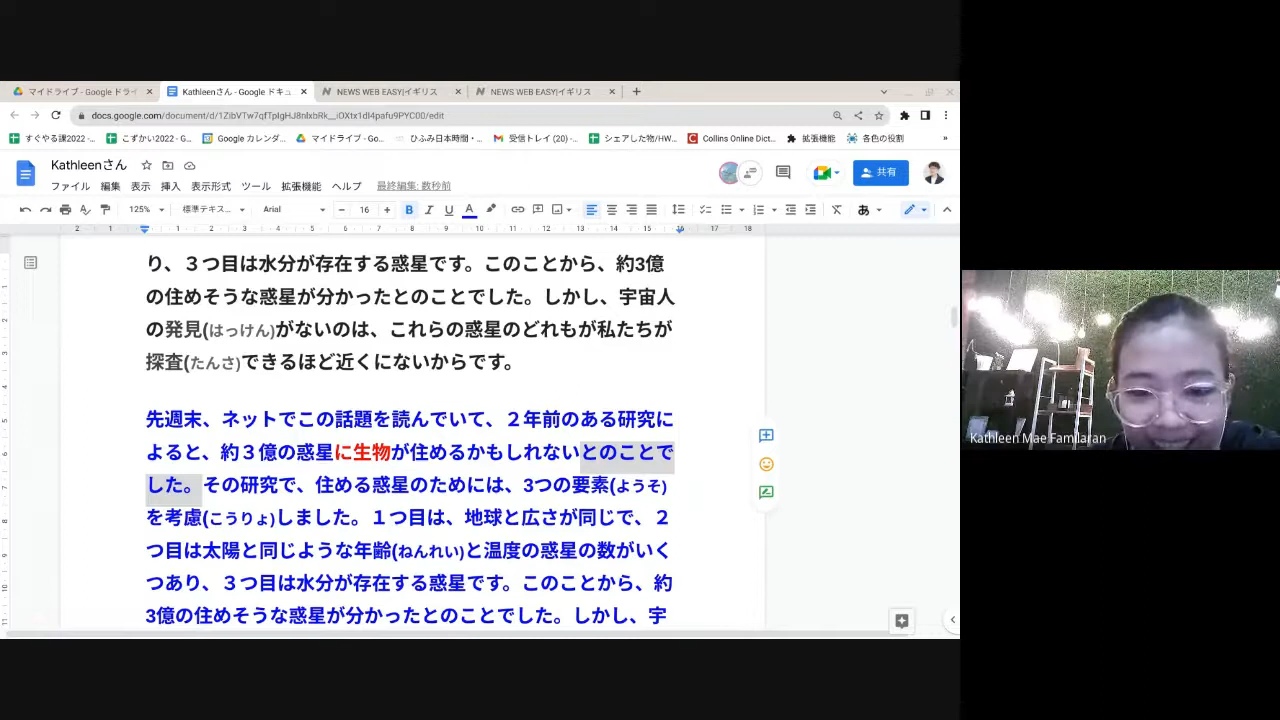 マイドライブ - Google ドライ
Kathleenさん - Google ドキュ
NEWS WEB EASY|イギリス
NEWS WEB EASY|イギリス
docs.google.com/document/d/
すぐやる課2022 - ...
こずかい2022 - G...
Google カレンダ...
マイドライブ - Go...
ひふみ日本時間・...
受信トレイ (20) -...
シェアした物/HW...
Collins Online Dict...
拡張機能
各色の役割
»
Kathleenさん
共有
ファイル 編集 表示 挿入 表示形式 ツール 拡張機能 ヘルプ 最終編集: 数秒前
125% 標準テキス... Arial 16 B I U A あ
2 1 1 2 3 4 5 6 7 8 9 10 11 12 13 14 15 16 17 18
り、３つ目は水分が存在する惑星です。このことから、約3億
の住めそうな惑星が分かったとのことでした。しかし、宇宙人
の発見(はっけん)がないのは、これらの惑星のどれもが私たちが
探査(たんさ)できるほど近くにないからです。
先週末、ネットでこの話題を読んでいて、２年前のある研究に
よると、約３億の惑星に生物が住めるかもしれないとのことで
した。その研究で、住める惑星のためには、3つの要素(ようそ)
を考慮(こうりょ)しました。１つ目は、地球と広さが同じで、２
つ目は太陽と同じような年齢(ねんれい)と温度の惑星の数がいく
つあり、３つ目は水分が存在する惑星です。このことから、約
3億の住めそうな惑星が分かったとのことでした。しかし、宇
Kathleen Mae Familaran